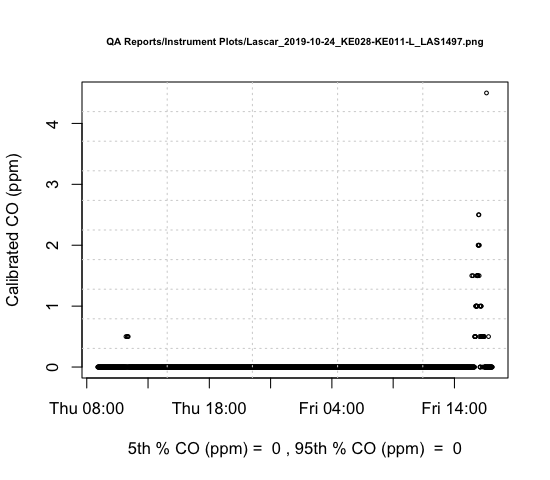 QA Reports/Instrument Plots/Lascar_2019-10-24_KE028-KE011-L_LAS1497.png
Calibrated CO (ppm)
4
3
2
1
0
Thu 08:00 Thu 18:00 Fri 04:00 Fri 14:00
5th % CO (ppm) = 0 , 95th % CO (ppm) = 0